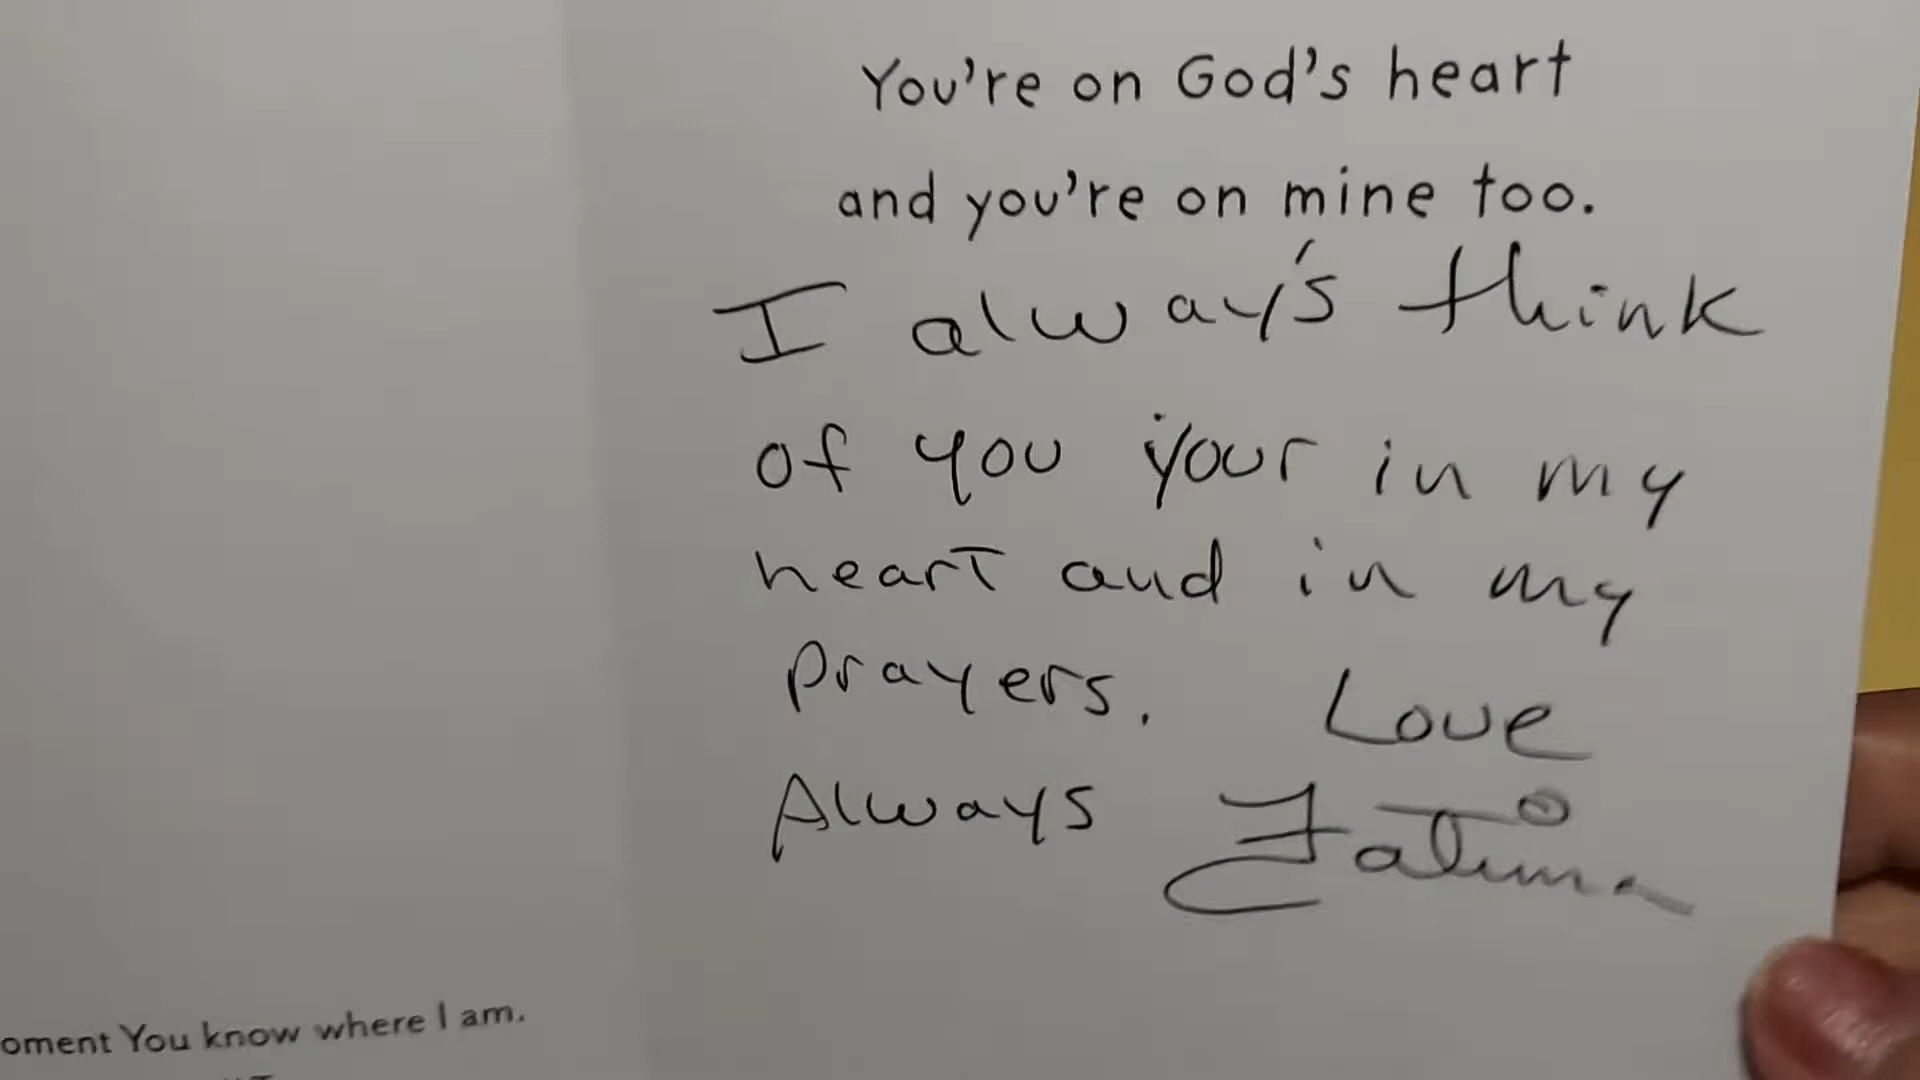 You're on God's heart
and you're on mine too.
I alway's think
of you your in my
heart and in my
prayers. Love
Always Fatima
oment You know where I am.